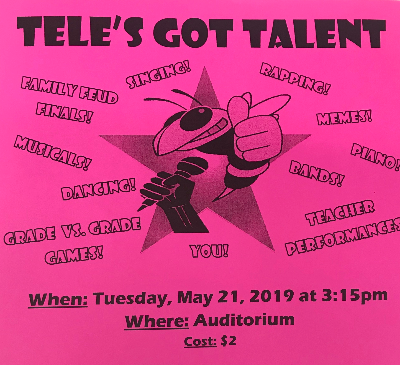 TELE'S GOT TALENT
SINGING!
RAPPING!
FAMILY FEUD
FINALS!
MEMES!
MUSICALS!
PIANO!
BANDS!
DANCING!
TEACHER
PERFORMANCES
GRADE VS. GRADE
GAMES!
YOU!
When: Tuesday, May 21, 2019 at 3:15pm
Where: Auditorium
Cost: $2